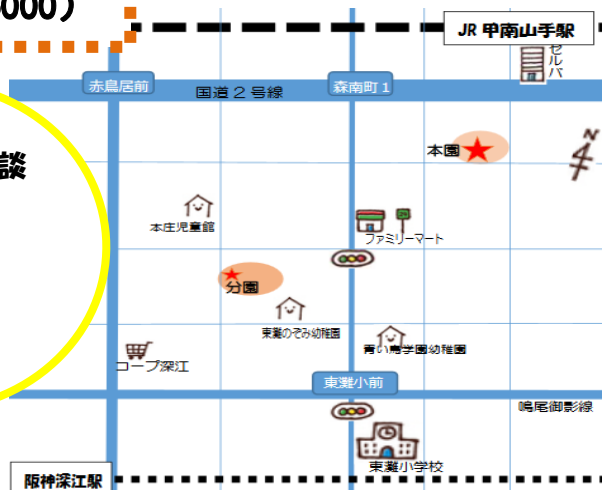 000）
JR 甲南山手駅
セルバ
赤鳥居前
国道２号線
森南町１
談
本園
N
本庄児童館
ファミリーマート
分園
東灘のぞみ幼稚園
青い鳥学園幼稚園
コープ深江
東灘小前
鳴尾御影線
東灘小学校
阪神深江駅